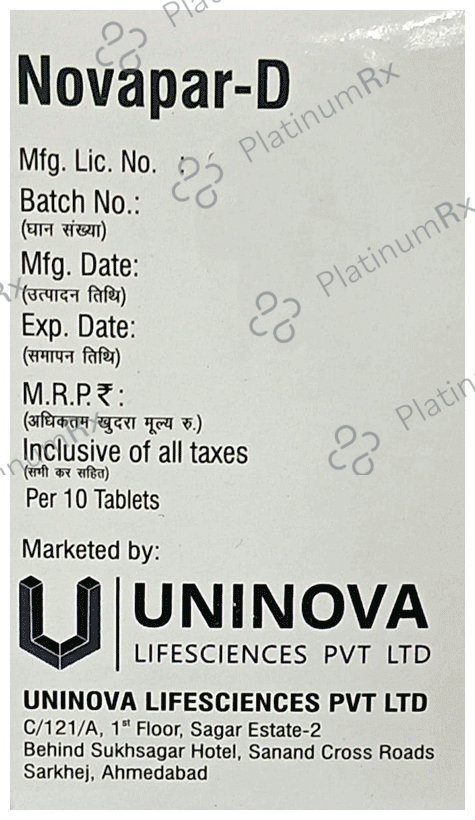 Novapar-D
Mfg. Lic. No. :
Batch No.:
(घान संख्या)
Mfg. Date:
(उत्पादन तिथि)
Exp. Date:
(समापन तिथि)
M.R.P.₹:
(अधिकतम खुदरा मूल्य रु.)
Inclusive of all taxes
(सभी कर सहित)
Per 10 Tablets
Marketed by:
UNINOVA
LIFESCIENCES PVT LTD
UNINOVA LIFESCIENCES PVT LTD
C/121/A, 1st Floor, Sagar Estate-2
Behind Sukhsagar Hotel, Sanand Cross Roads
Sarkhej, Ahmedabad
PlatinumRx
PlatinumRx